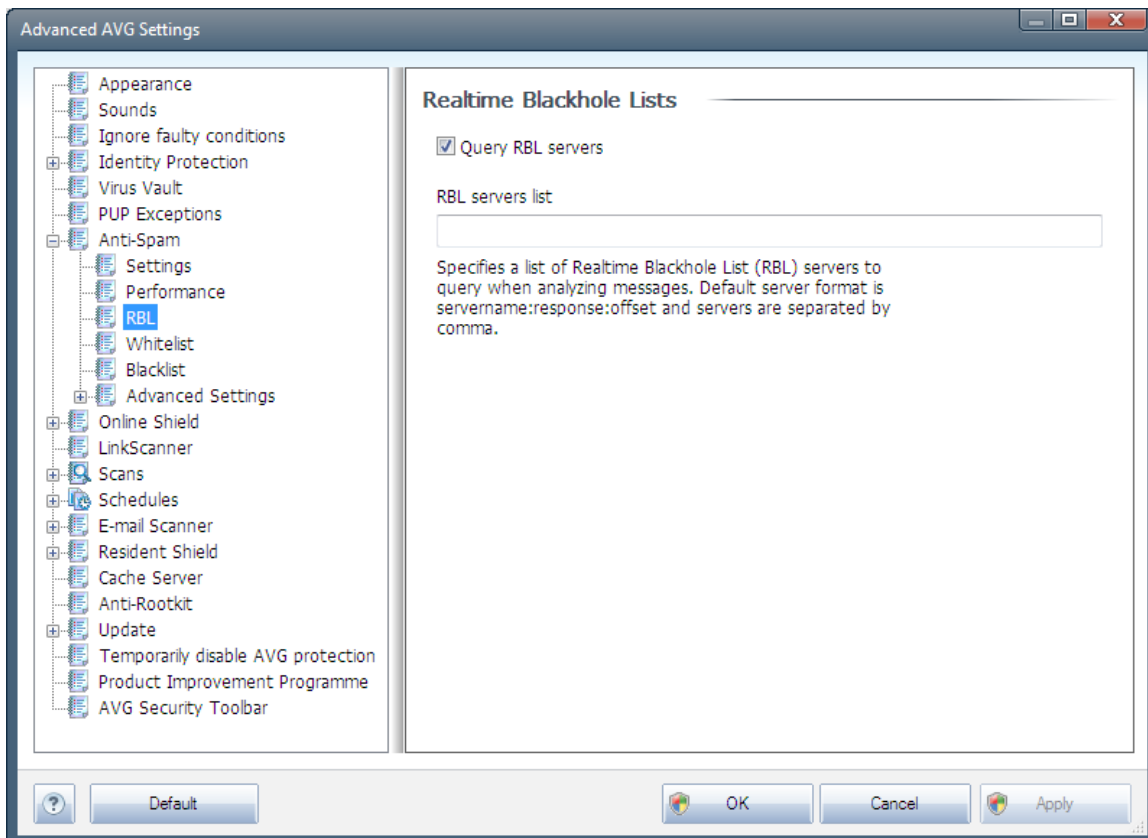 Advanced AVG Settings
Appearance
Sounds
Ignore faulty conditions
Identity Protection
Virus Vault
PUP Exceptions
Anti-Spam
Settings
Performance
RBL
Whitelist
Blacklist
Advanced Settings
Online Shield
LinkScanner
Scans
Schedules
E-mail Scanner
Resident Shield
Cache Server
Anti-Rootkit
Update
Temporarily disable AVG protection
Product Improvement Programme
AVG Security Toolbar
Realtime Blackhole Lists
Query RBL servers
RBL servers list
Specifies a list of Realtime Blackhole List (RBL) servers to
query when analyzing messages. Default server format is
servername:response:offset and servers are separated by
comma.
?
Default
OK
Cancel
Apply